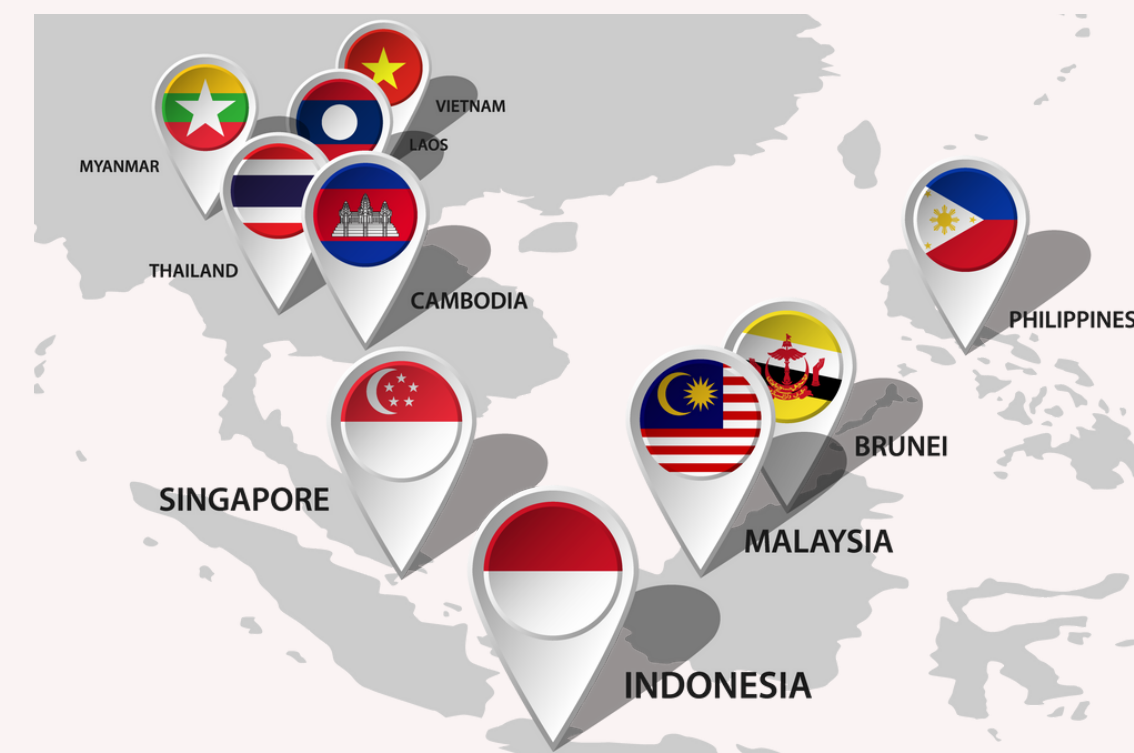 VIETNAM
LAOS
MYANMAR
THAILAND
CAMBODIA
PHILIPPINES
BRUNEI
SINGAPORE
MALAYSIA
INDONESIA